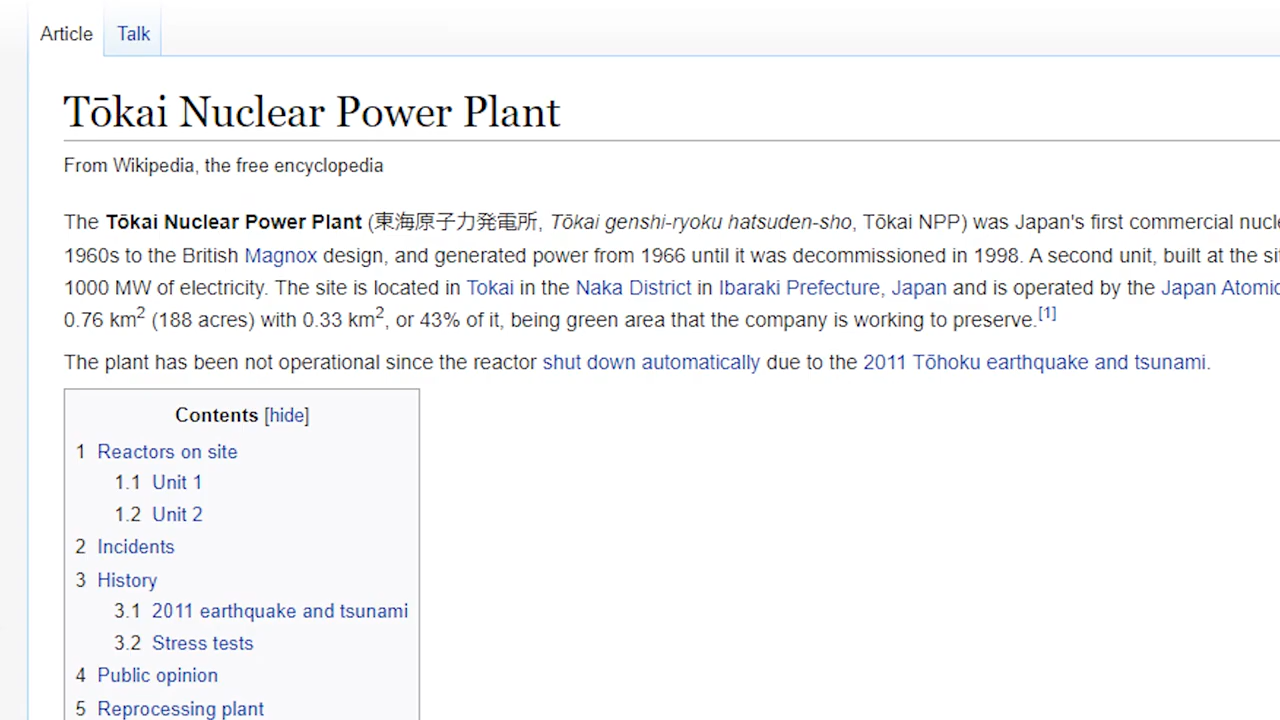 Article Talk
Tōkai Nuclear Power Plant
From Wikipedia, the free encyclopedia
The Tōkai Nuclear Power Plant (東海原子力発電所, Tōkai genshi-ryoku hatsuden-sho, Tōkai NPP) was Japan's first commercial
1960s to the British Magnox design, and generated power from 1966 until it was decommissioned in 1998. A second unit, built at the
1000 MW of electricity. The site is located in Tokai in the Naka District in Ibaraki Prefecture, Japan and is operated by the Japan
0.76 km² (188 acres) with 0.33 km², or 43% of it, being green area that the company is working to preserve.[1]
The plant has been not operational since the reactor shut down automatically due to the 2011 Tōhoku earthquake and tsunami.
Contents [hide]
1 Reactors on site
1.1 Unit 1
1.2 Unit 2
2 Incidents
3 History
3.1 2011 earthquake and tsunami
3.2 Stress tests
4 Public opinion
5 Reprocessing plant